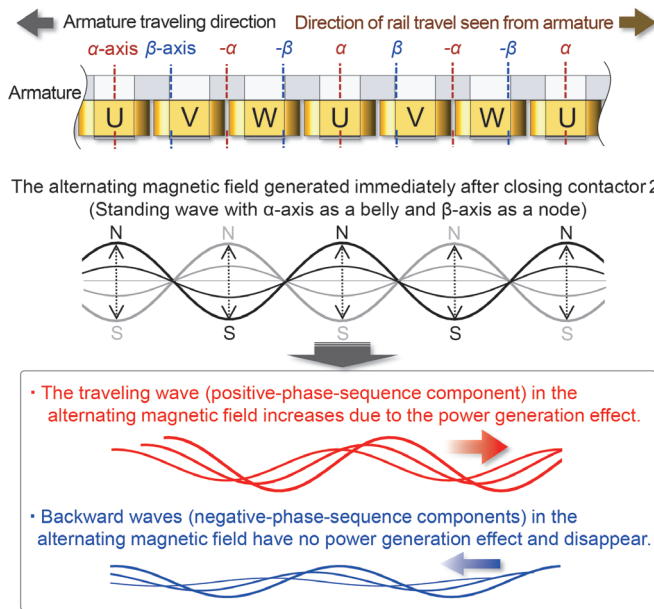 Armature traveling direction
Direction of rail travel seen from armature
α-axis β-axis -α -β α β -α -β α
Armature
U V W U V W U
The alternating magnetic field generated immediately after closing contactor 2
(Standing wave with α-axis as a belly and β-axis as a node)
N N N N N
S S S S S
・The traveling wave (positive-phase-sequence component) in the
alternating magnetic field increases due to the power generation effect.
・Backward waves (negative-phase-sequence components) in the
alternating magnetic field have no power generation effect and disappear.